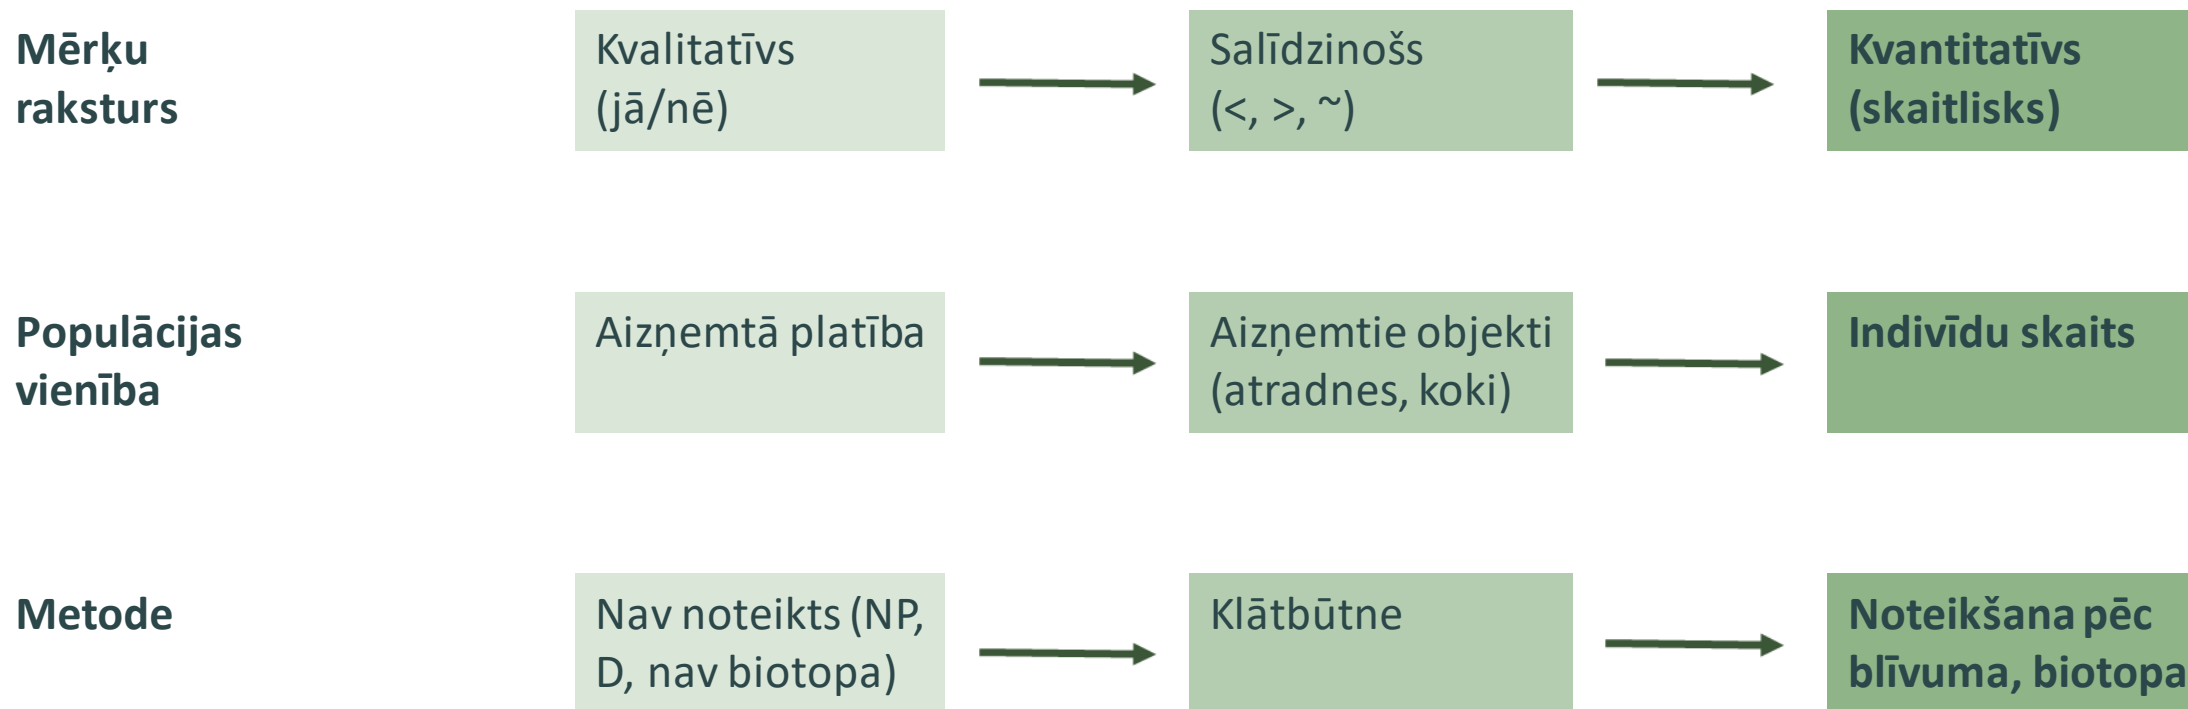 Mērķu
raksturs
Kvalitatīvs
(jā/nē)
Salīdzinošs
(<, >, ~)
Kvantitatīvs
(skaitlisks)
Populācijas
vienība
Aizņemtā platība
Aizņemtie objekti
(atradnes, koki)
Indivīdu skaits
Metode
Nav noteikts (NP,
D, nav biotopa)
Klātbūtne
Noteikšana pēc
blīvuma, biotopa